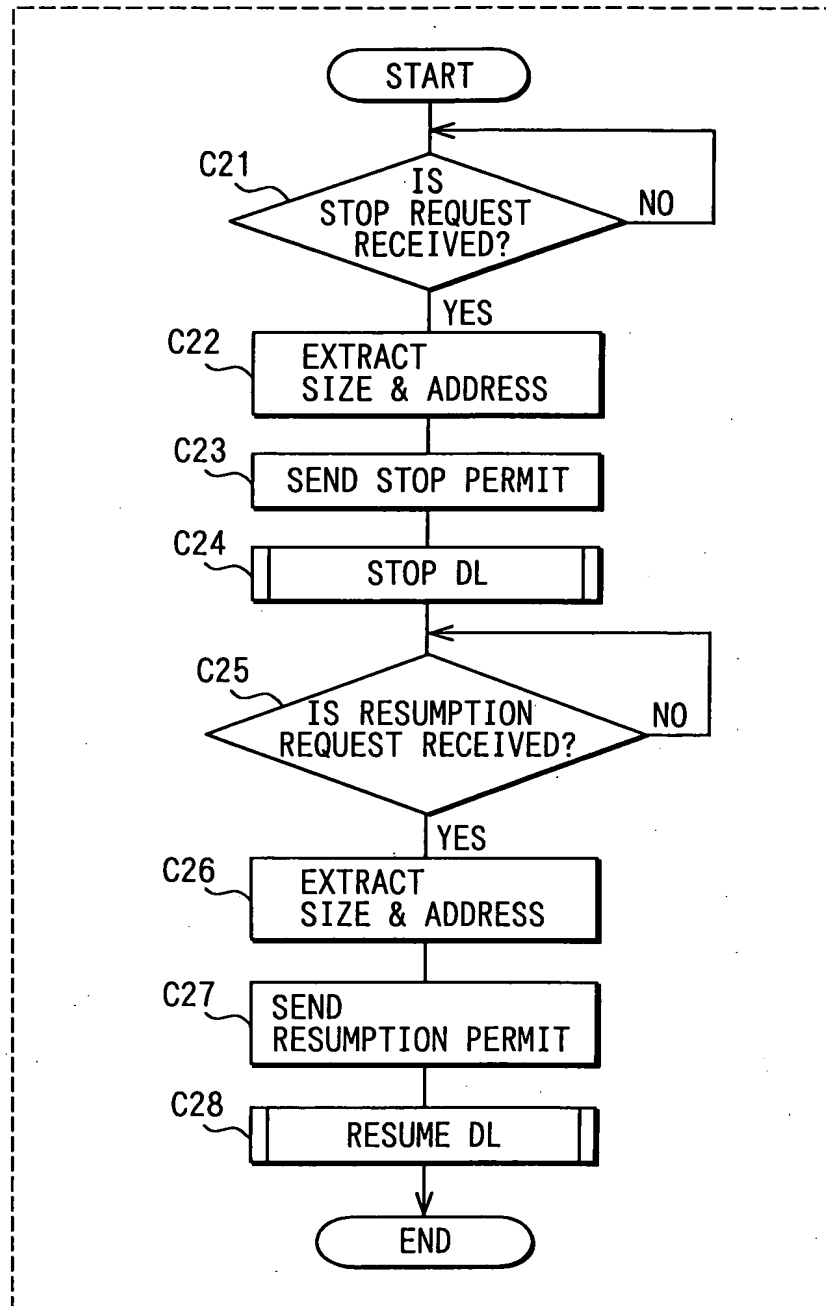 START
C21
IS
STOP REQUEST
RECEIVED?
NO
YES
C22
EXTRACT
SIZE & ADDRESS
C23
SEND STOP PERMIT
C24
STOP DL
C25
IS RESUMPTION
REQUEST RECEIVED?
NO
YES
C26
EXTRACT
SIZE & ADDRESS
C27
SEND
RESUMPTION PERMIT
C28
RESUME DL
END